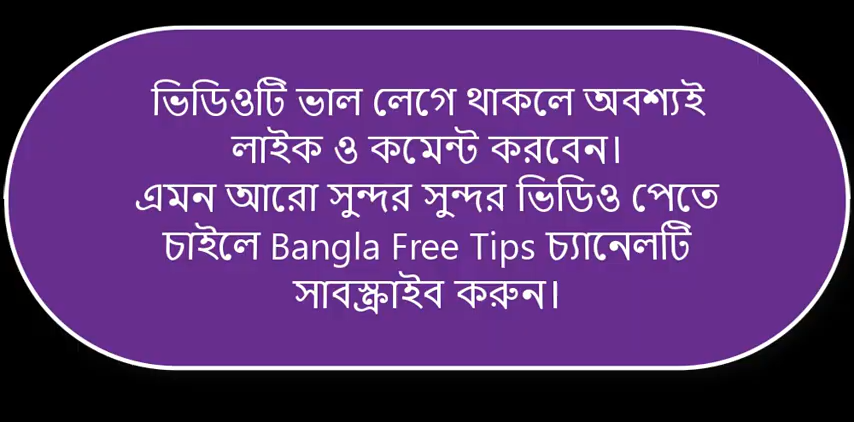 ভিডিওটি ভাল লেগে থাকলে অবশ্যই
লাইক ও কমেন্ট করবেন।
এমন আরো সুন্দর সুন্দর ভিডিও পেতে
চাইলে Bangla Free Tips চ্যানেলটি
সাবস্ক্রাইব করুন।